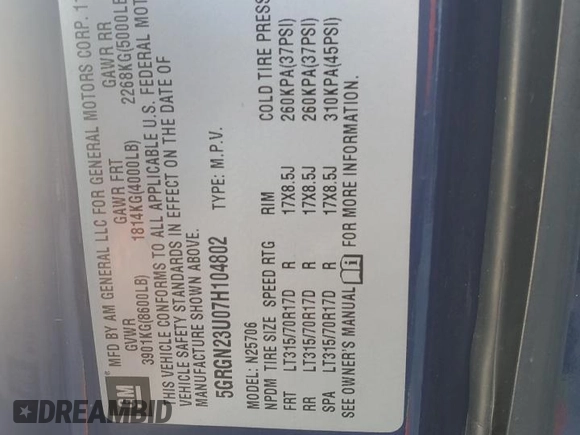 GM
® MFD BY AM GENERAL LLC FOR GENERAL MOTORS CORP.
GVWR GAWR FRT GAWR RR
3901KG(8600LB) 1814KG(4000LB) 2268KG(5000LB
THIS VEHICLE CONFORMS TO ALL APPLICABLE U.S. FEDERAL MOT
VEHICLE SAFETY STANDARDS IN EFFECT ON THE DATE OF
MANUFACTURE SHOWN ABOVE.
5GRGN23U07H104802 TYPE: M.P.V.
MODEL: N25706
NPDM TIRE SIZE SPEED RTG RIM COLD TIRE PRESS
FRT LT315/70R17D R 17X8.5J 260KPA(37PSI)
RR LT315/70R17D R 17X8.5J 260KPA(37PSI)
SPA LT315/70R17D R 17X8.5J 310KPA(45PSI)
SEE OWNER'S MANUAL FOR MORE INFORMATION.
DREAMBID